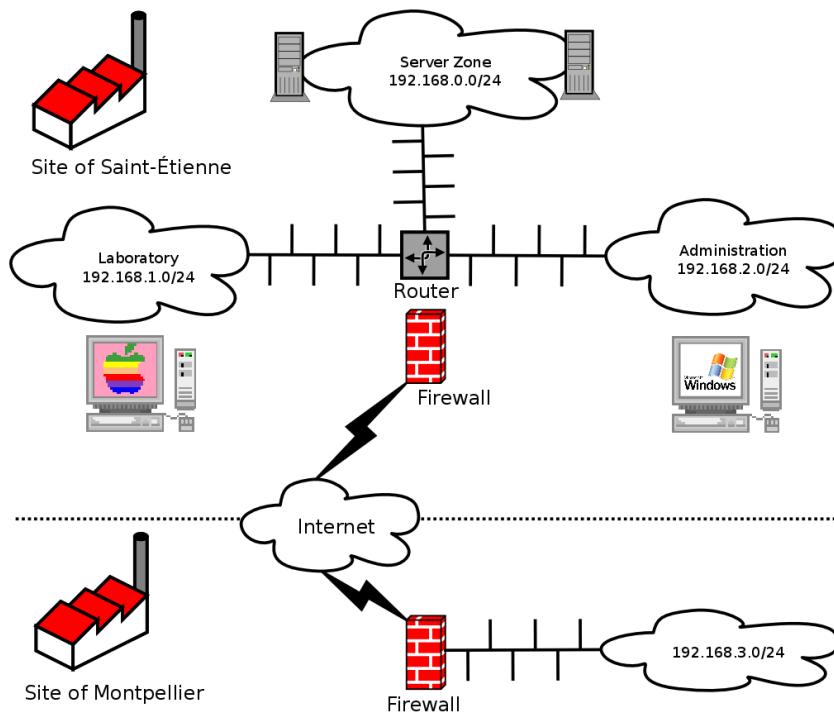 Server Zone
192.168.0.0/24
Site of Saint-Étienne
Laboratory
192.168.1.0/24
Administration
192.168.2.0/24
Router
Firewall
Microsoft
Windows
Internet
192.168.3.0/24
Site of Montpellier
Firewall